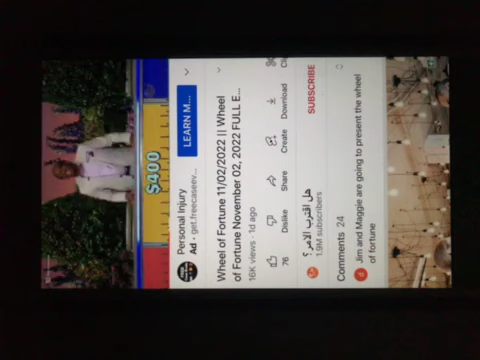 $400
Personal Injury
Ad · get.freecaseev...
LEARN M...
Wheel of Fortune 11/02/2022 || Wheel
of Fortune November 02, 2022 FULL E...
16K views · 1d ago
76
Dislike
Share
Create
Download
Cli
هل اقترب الامر؟
1.9M subscribers
SUBSCRIBE
Comments 24
d
Jim and Maggie are going to present the wheel
of fortune